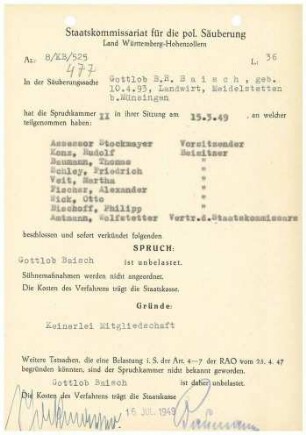 Staatskommissariat für die pol. Säuberung
Land Württemberg-Hohenzollern
Az: 8/KB/525 L: 36
477
In der Säuberungssache Gottlob B.E. Baisch, geb.
10.4.93, Landwirt, Meidelstetten
b.Münsingen
hat die Spruchkammer XX in ihrer Sitzung am 15.3.49, an welcher
teilgenommen haben:
Assessor Stockmayer Vorsitzender
Kenz, Rudolf Beisitzer
Baumann, Thomas "
Schley, Friedrich "
Veit, Martha "
Fischer, Alexander "
Rick, Otto "
Bischoff, Philipp "
Amtmann, Wolfstetter Vertr.d.Staatskommissars
beschlossen und sofort verkündet folgenden
SPRUCH:
Gottlob Baisch ist unbelastet.
Sühnemaßnahmen werden nicht angeordnet.
Die Kosten des Verfahrens trägt die Staatskasse.
Gründe:
Keinerlei Mitgliedschaft
Weitere Tatsachen, die eine Belastung i. S. der Art. 4—7 der RAO vom 25. 4. 47
begründen könnten, sind der Spruchkammer nicht bekannt geworden.
Gottlob Baisch ist daher unbelastet.
Die Kosten des Verfahrens trägt die Staatskasse
16. JUL. 1949 Baumann